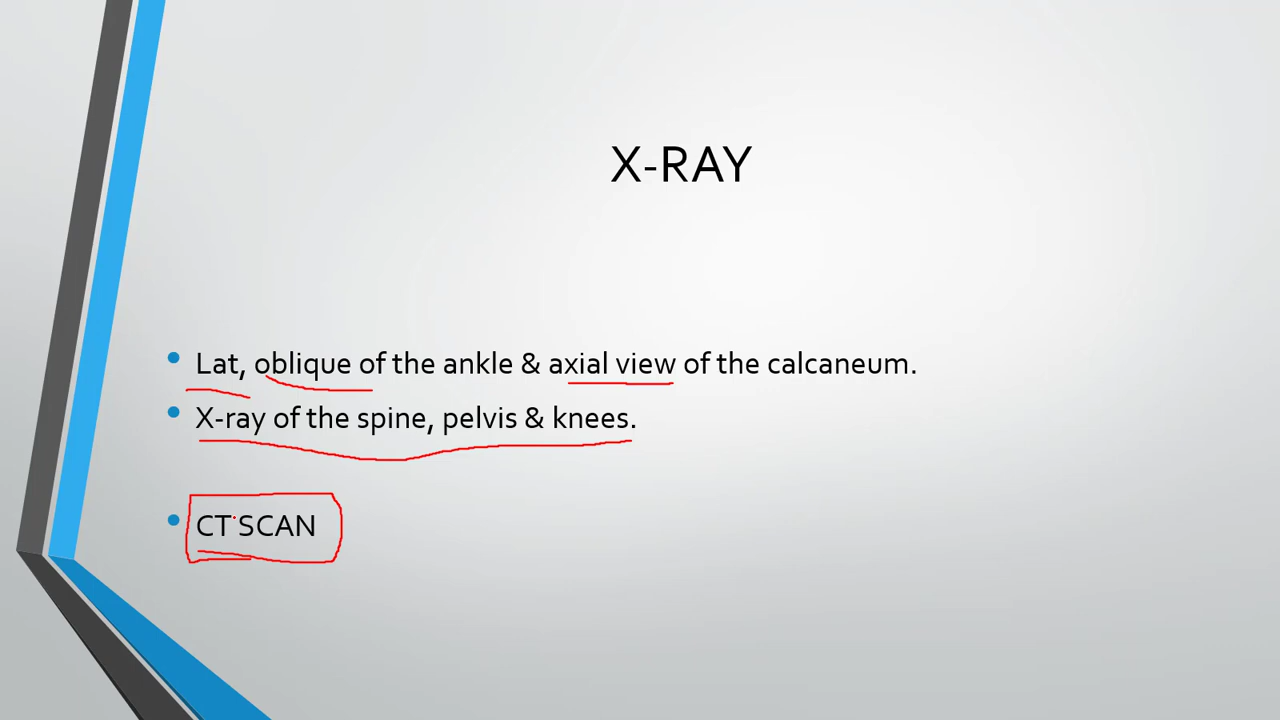 X-RAY
Lat, oblique of the ankle & axial view of the calcaneum.
X-ray of the spine, pelvis & knees.
CT SCAN